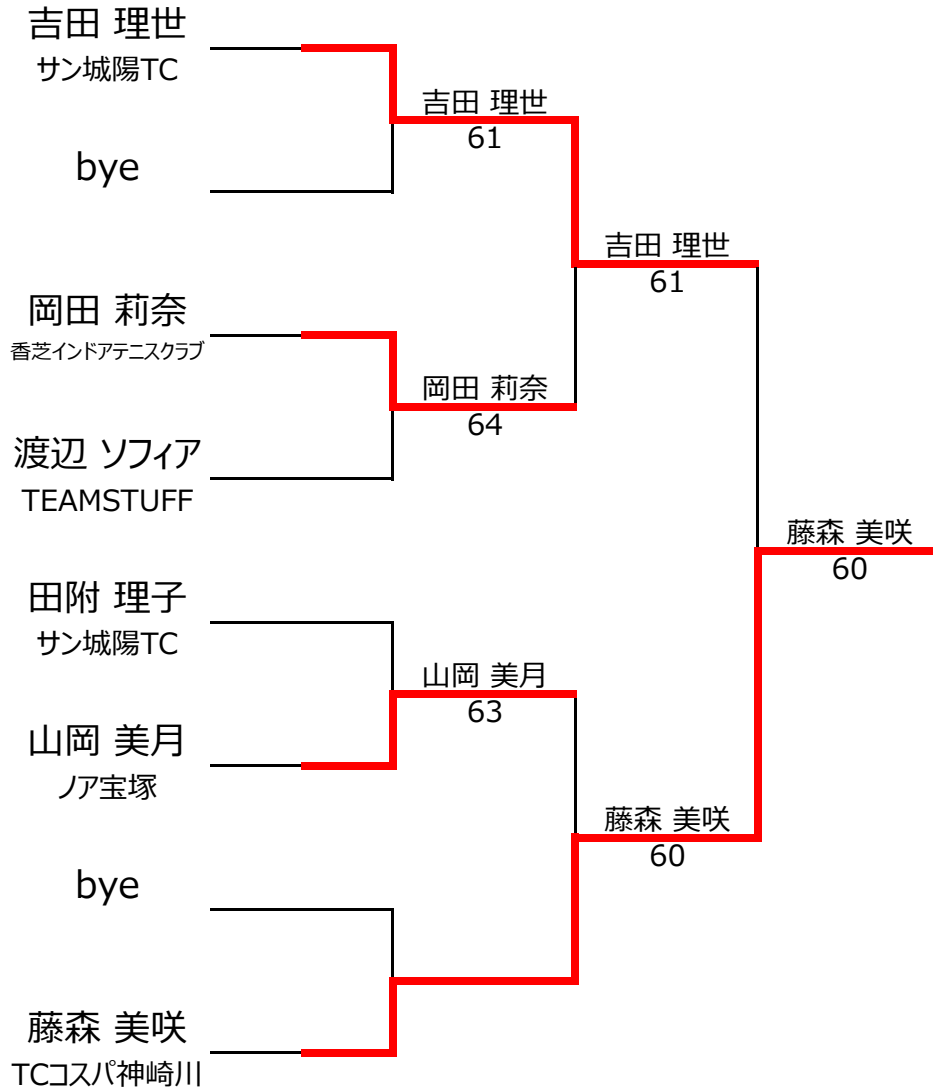 吉田 理世
サン城陽TC
bye
岡田 莉奈
香芝インドアテニスクラブ
渡辺 ソフィア
TEAMSTUFF
田附 理子
サン城陽TC
山岡 美月
ノア宝塚
bye
藤森 美咲
TCコスパ神崎川
吉田 理世
61
岡田 莉奈
64
山岡 美月
63
吉田 理世
61
藤森 美咲
60
藤森 美咲
60